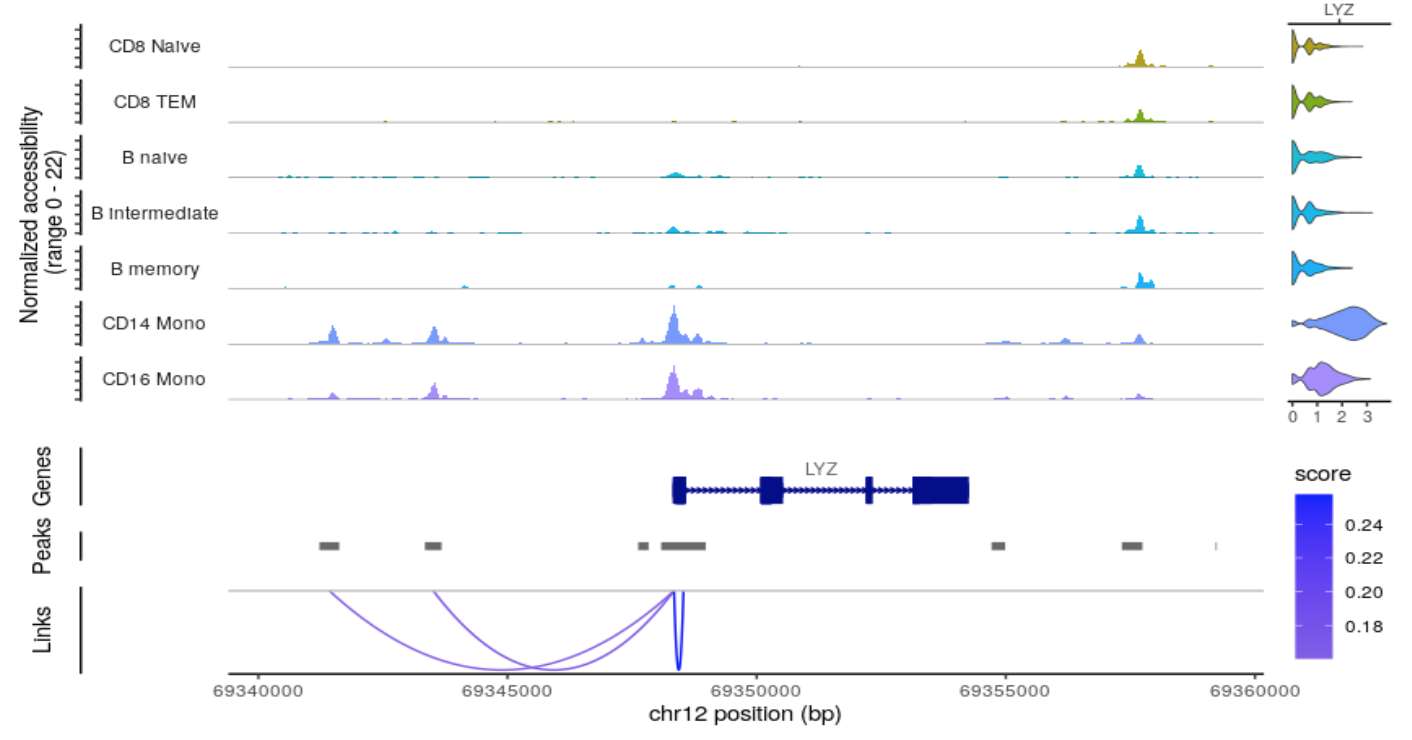 LYZ
CD8 Naive
CD8 TEM
B naive
B intermediate
B memory
CD14 Mono
CD16 Mono
Normalized accessibility
(range 0 - 22)
0 1 2 3
Genes
LYZ
Peaks
Links
score
0.24
0.22
0.20
0.18
69340000 69345000 69350000 69355000 69360000
chr12 position (bp)